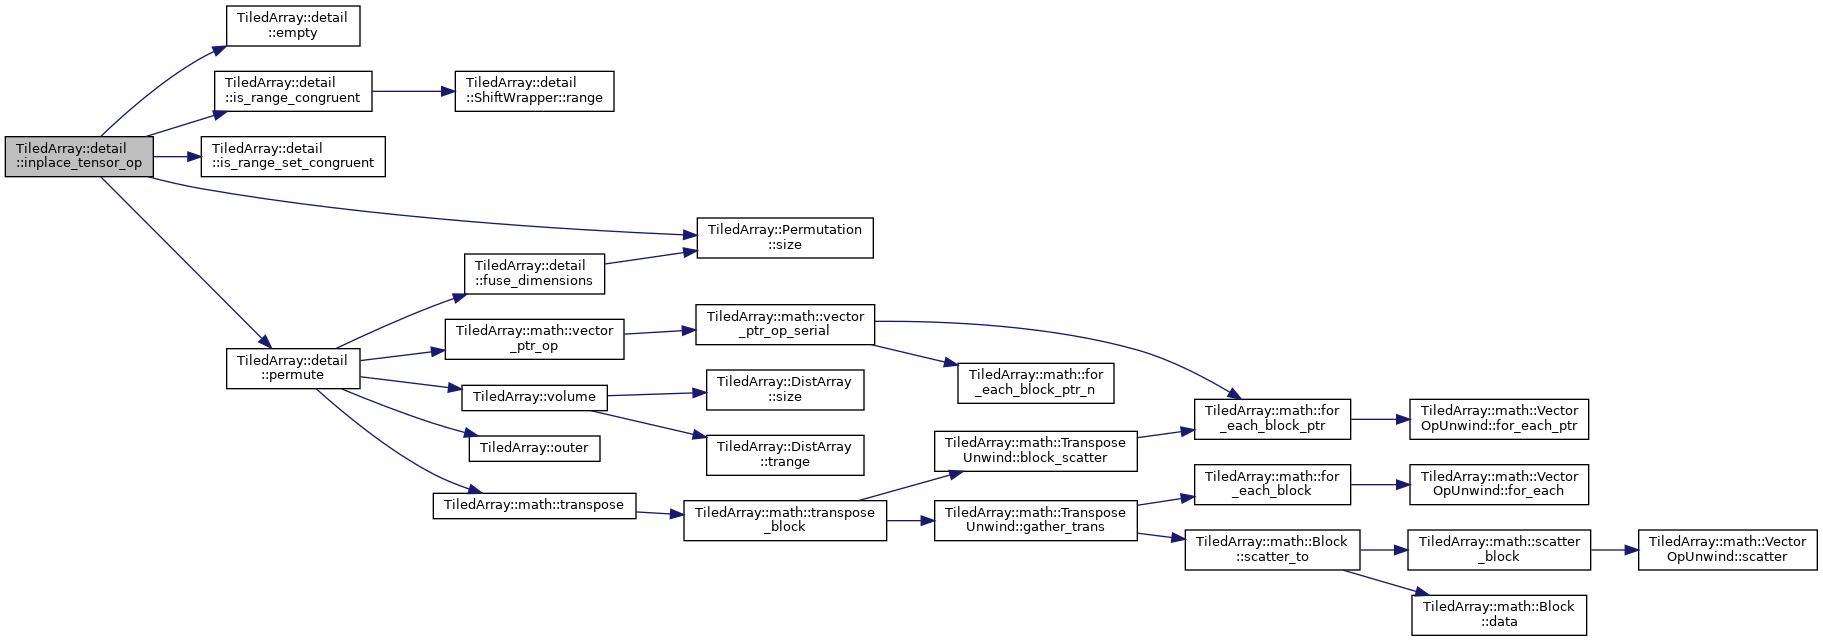 TiledArray::detail
::inplace_tensor_op
TiledArray::detail
::empty
TiledArray::detail
::is_range_congruent
TiledArray::detail
::ShiftWrapper::range
TiledArray::detail
::is_range_set_congruent
TiledArray::Permutation
::size
TiledArray::detail
::permute
TiledArray::detail
::fuse_dimensions
TiledArray::math::vector
_ptr_op
TiledArray::math::vector
_ptr_op_serial
TiledArray::math::for
_each_block_ptr_n
TiledArray::volume
TiledArray::DistArray
::size
TiledArray::DistArray
::trange
TiledArray::outer
TiledArray::math::transpose
TiledArray::math::transpose
_block
TiledArray::math::Transpose
Unwind::block_scatter
TiledArray::math::Transpose
Unwind::gather_trans
TiledArray::math::for
_each_block_ptr
TiledArray::math::Vector
OpUnwind::for_each_ptr
TiledArray::math::for
_each_block
TiledArray::math::Vector
OpUnwind::for_each
TiledArray::math::Block
::scatter_to
TiledArray::math::scatter
_block
TiledArray::math::Vector
OpUnwind::scatter
TiledArray::math::Block
::data